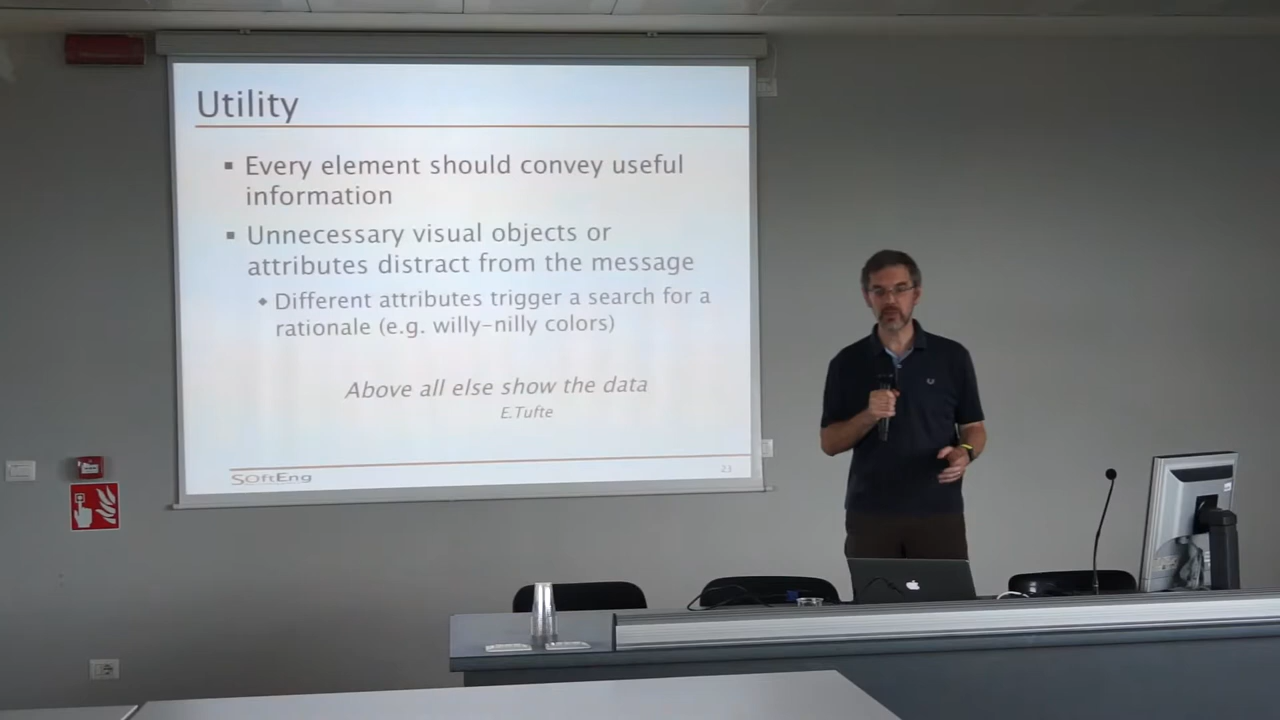 Utility
▪ Every element should convey useful
information
▪ Unnecessary visual objects or
attributes distract from the message
◆ Different attributes trigger a search for a
rationale (e.g. willy-nilly colors)
Above all else show the data
E.Tufte
SOftEng
23